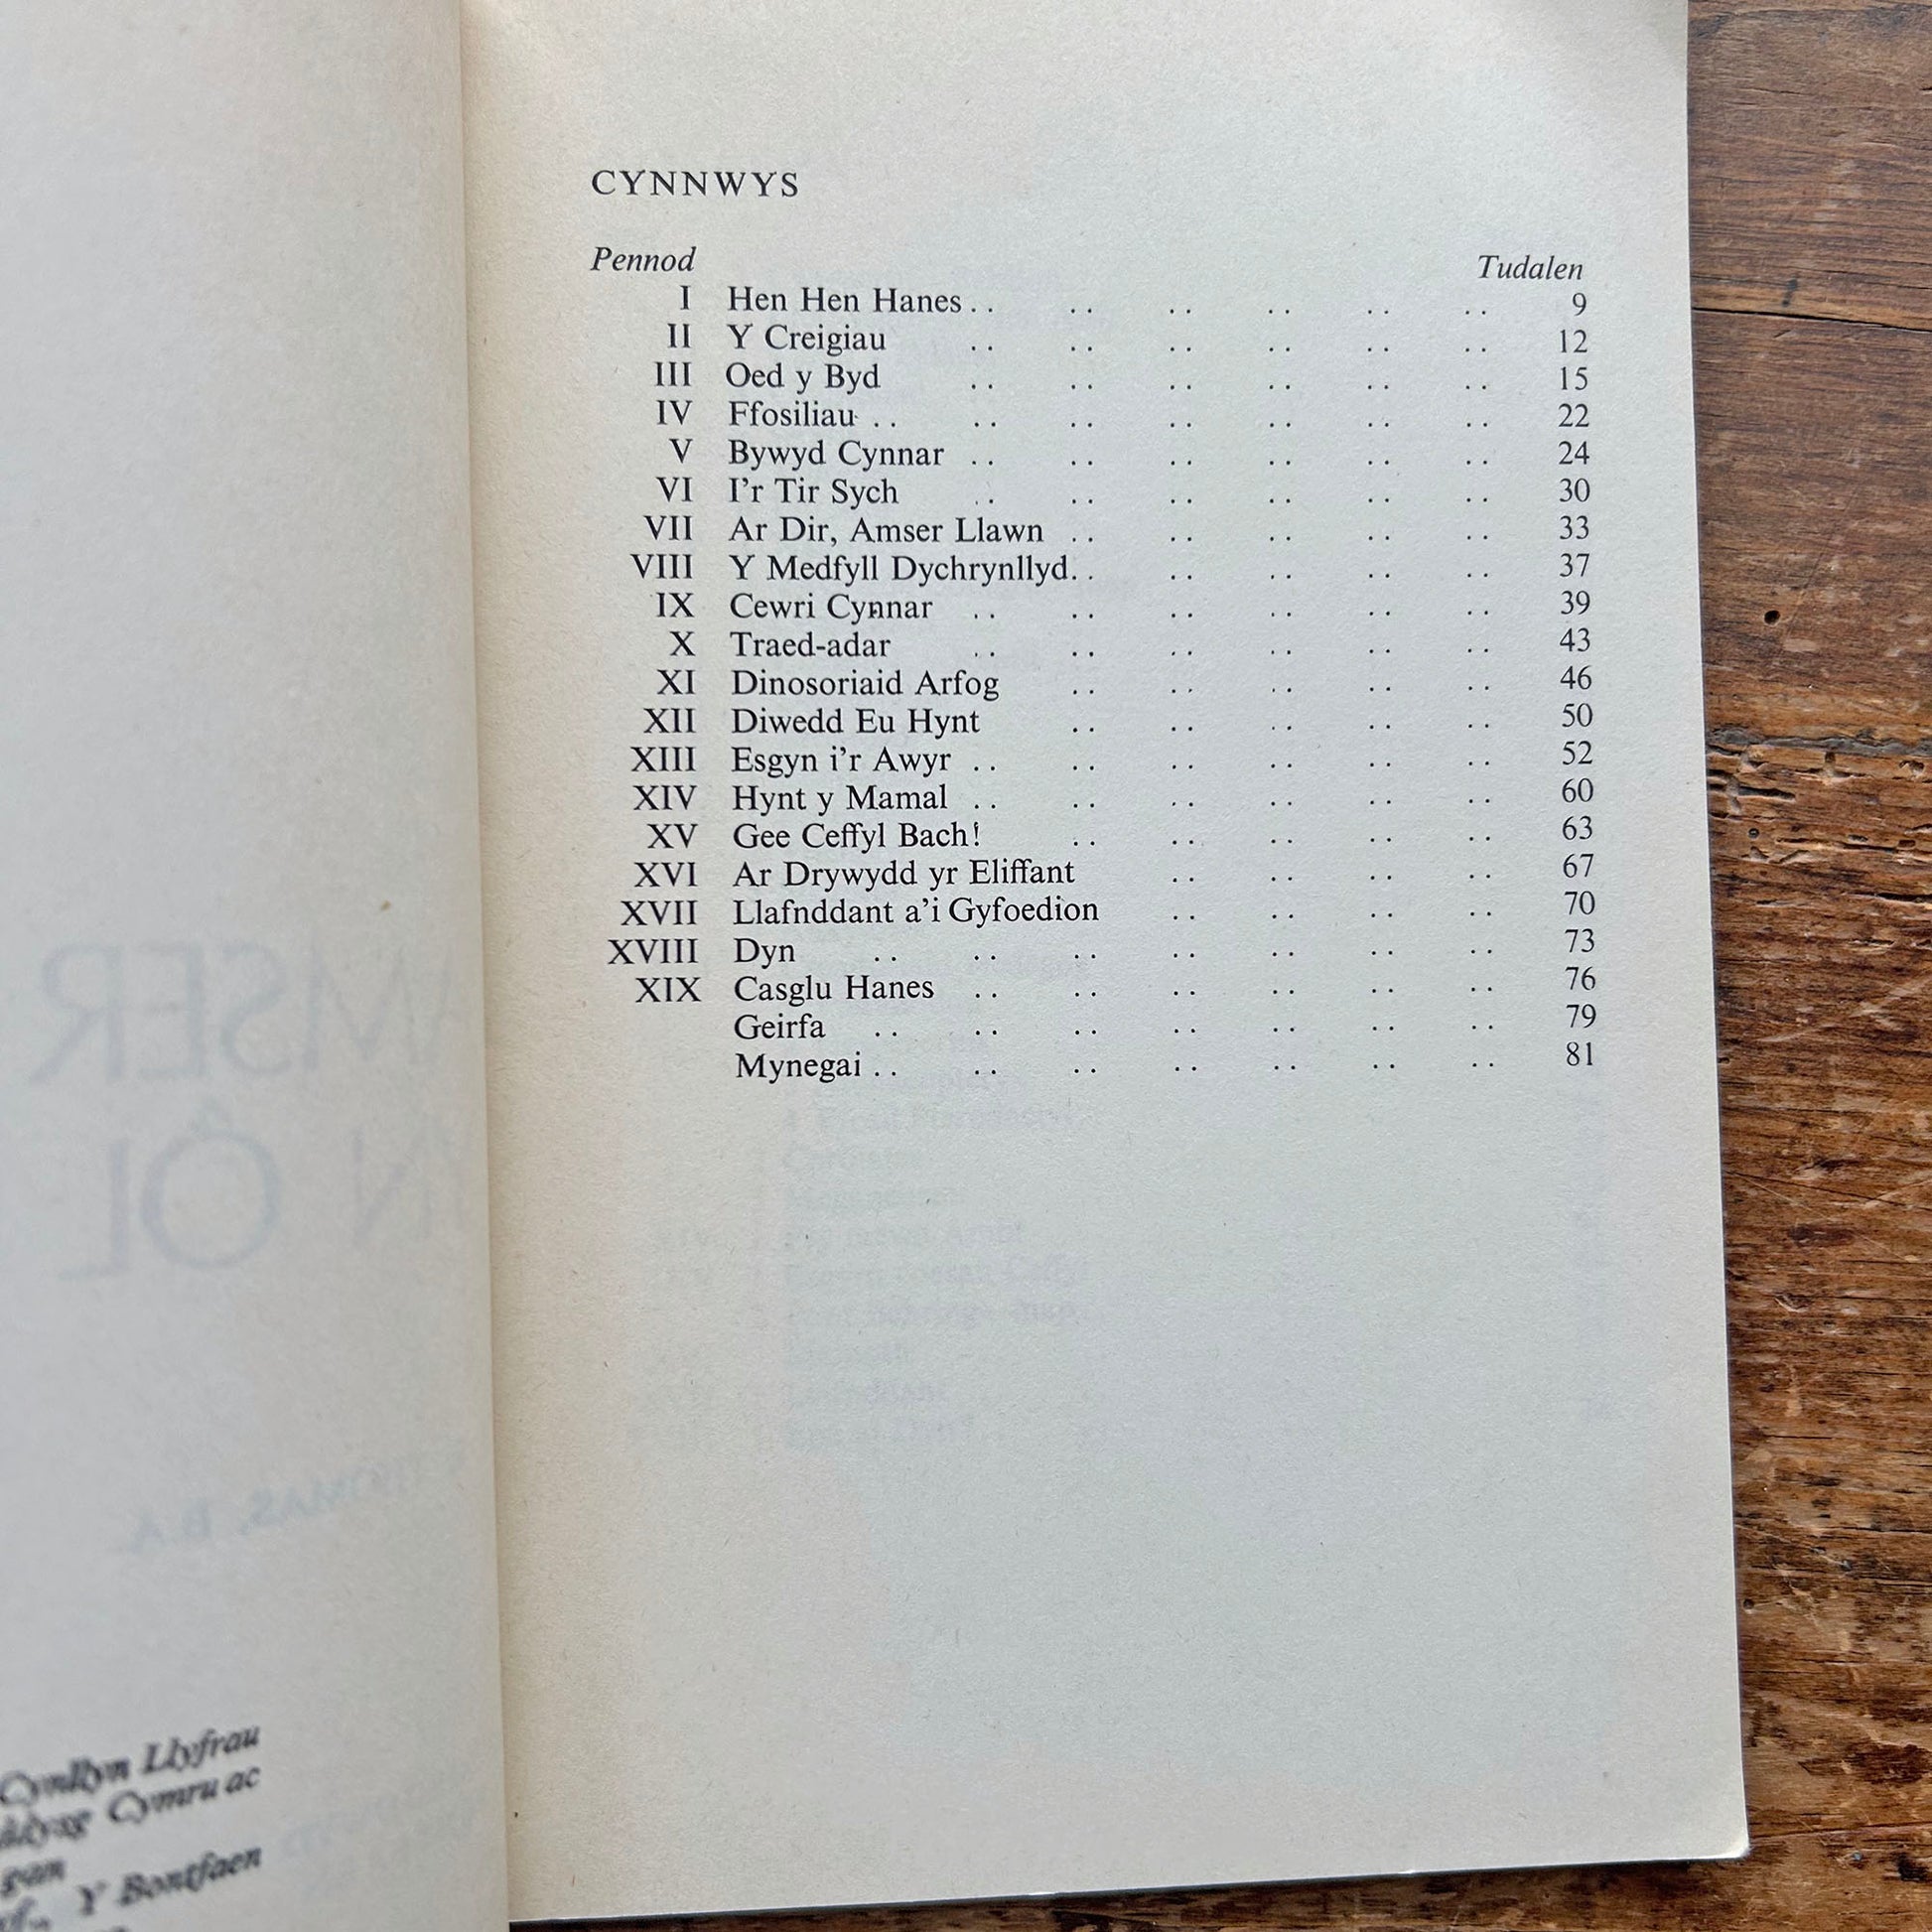 CYNNWYS
Pennod Tudalen
I Hen Hen Hanes . . . . . . . . . . . . 9
II Y Creigiau . . . . . . . . . . . . 12
III Oed y Byd . . . . . . . . . . . . 15
IV Ffosiliau . . . . . . . . . . . . . . 22
V Bywyd Cynnar . . . . . . . . . . . . 24
VI I'r Tir Sych . . . . . . . . . . . . 30
VII Ar Dir, Amser Llawn . . . . . . . . . . 33
VIII Y Medfyll Dychrynllyd . . . . . . . . . . 37
IX Cewri Cynnar . . . . . . . . . . . . 39
X Traed-adar . . . . . . . . . . . . 43
XI Dinosoriaid Arfog . . . . . . . . . . 46
XII Diwedd Eu Hynt . . . . . . . . . . 50
XIII Esgyn i'r Awyr . . . . . . . . . . . . 52
XIV Hynt y Mamal . . . . . . . . . . . . 60
XV Gee Ceffyl Bach! . . . . . . . . . . 63
XVI Ar Drywydd yr Eliffant . . . . . . . . 67
XVII Llafnddant a'i Gyfoedion . . . . . . . . 70
XVIII Dyn . . . . . . . . . . . . . . 73
XIX Casglu Hanes . . . . . . . . . . . . 76
Geirfa . . . . . . . . . . . . . . 79
Mynegai . . . . . . . . . . . . . . 81
Cynllyn Llyfrau
Cymru ac
gan
Y Bontfaen